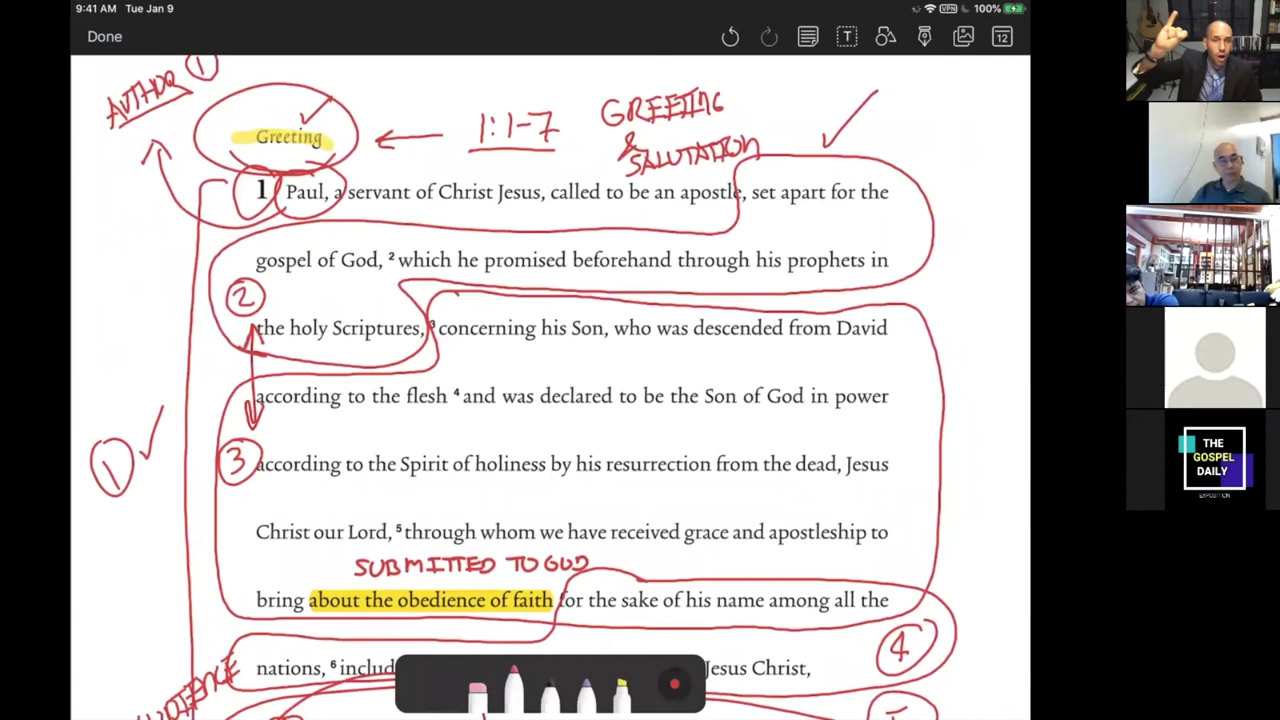 9:41 AM Tue Jan 9
VPN 100%
Done
T
12
AUTHOR 1
Greeting
1:1-7
GREETING
& SALUTATION
1 Paul, a servant of Christ Jesus, called to be an apostle, set apart for the
gospel of God, 2 which he promised beforehand through his prophets in
2
the holy Scriptures, 3 concerning his Son, who was descended from David
according to the flesh 4 and was declared to be the Son of God in power
1
3
according to the Spirit of holiness by his resurrection from the dead, Jesus
Christ our Lord, 5 through whom we have received grace and apostleship to
SUBMITTED TO GOD
bring about the obedience of faith for the sake of his name among all the
4
nations, 6 includ
Jesus Christ,
THE
GOSPEL
DAILY
EXPOSITION